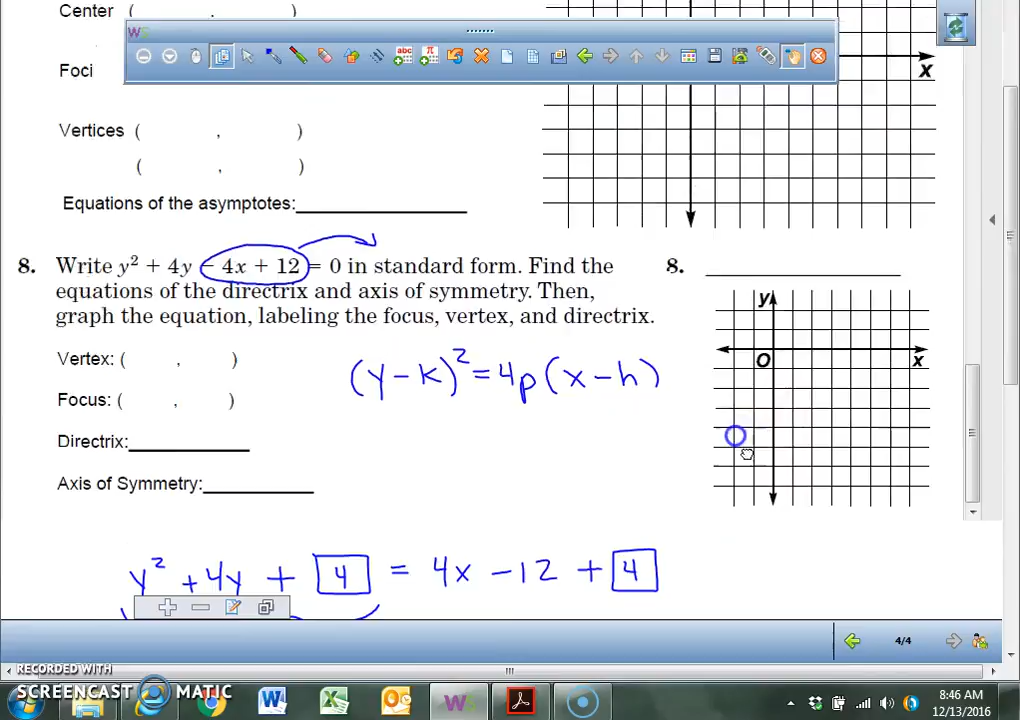 Center ( , )
Foci
x
Vertices ( , )
( , )
Equations of the asymptotes:
8. Write y² + 4y − 4x + 12 = 0 in standard form. Find the
equations of the directrix and axis of symmetry. Then,
graph the equation, labeling the focus, vertex, and directrix.
8.
y
O
x
Vertex: ( , )
Focus: ( , )
Directrix:
Axis of Symmetry:
(y − k)² = 4p(x − h)
y² + 4y + 4 = 4x − 12 + 4
4/4
RECORDED WITH
SCREENCAST MATIC
8:46 AM
12/13/2016